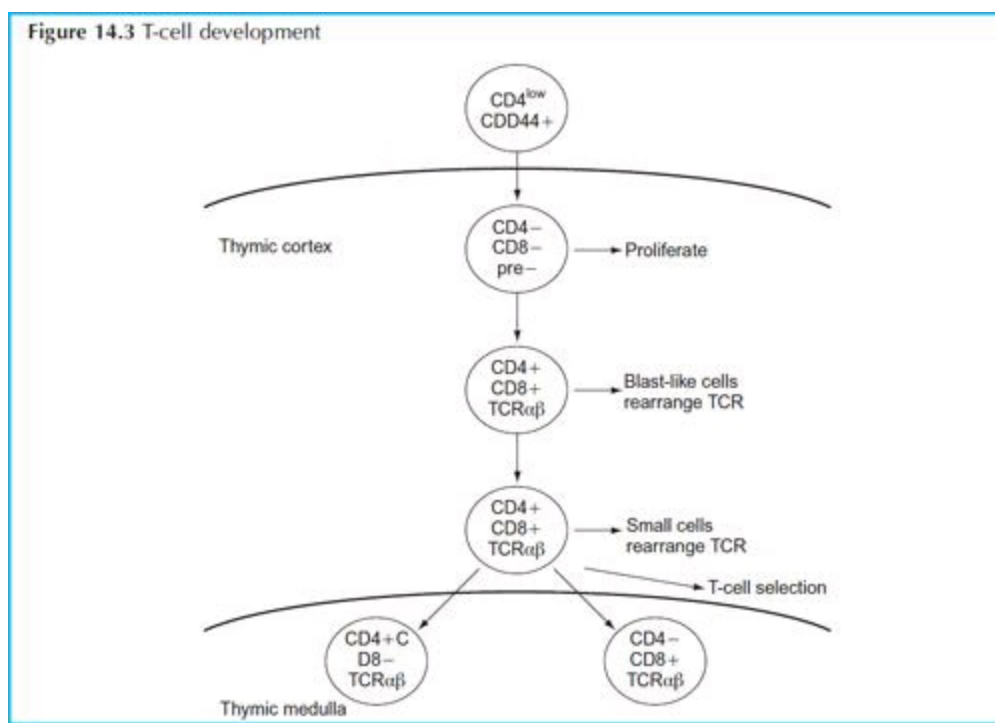 Figure 14.3 T-cell development
CD4low
CDD44+
Thymic cortex
CD4−
CD8−
pre−
Proliferate
CD4+
CD8+
TCRαβ
Blast-like cells
rearrange TCR
CD4+
CD8+
TCRαβ
Small cells
rearrange TCR
T-cell selection
CD4+C
D8−
TCRαβ
CD4−
CD8+
TCRαβ
Thymic medulla